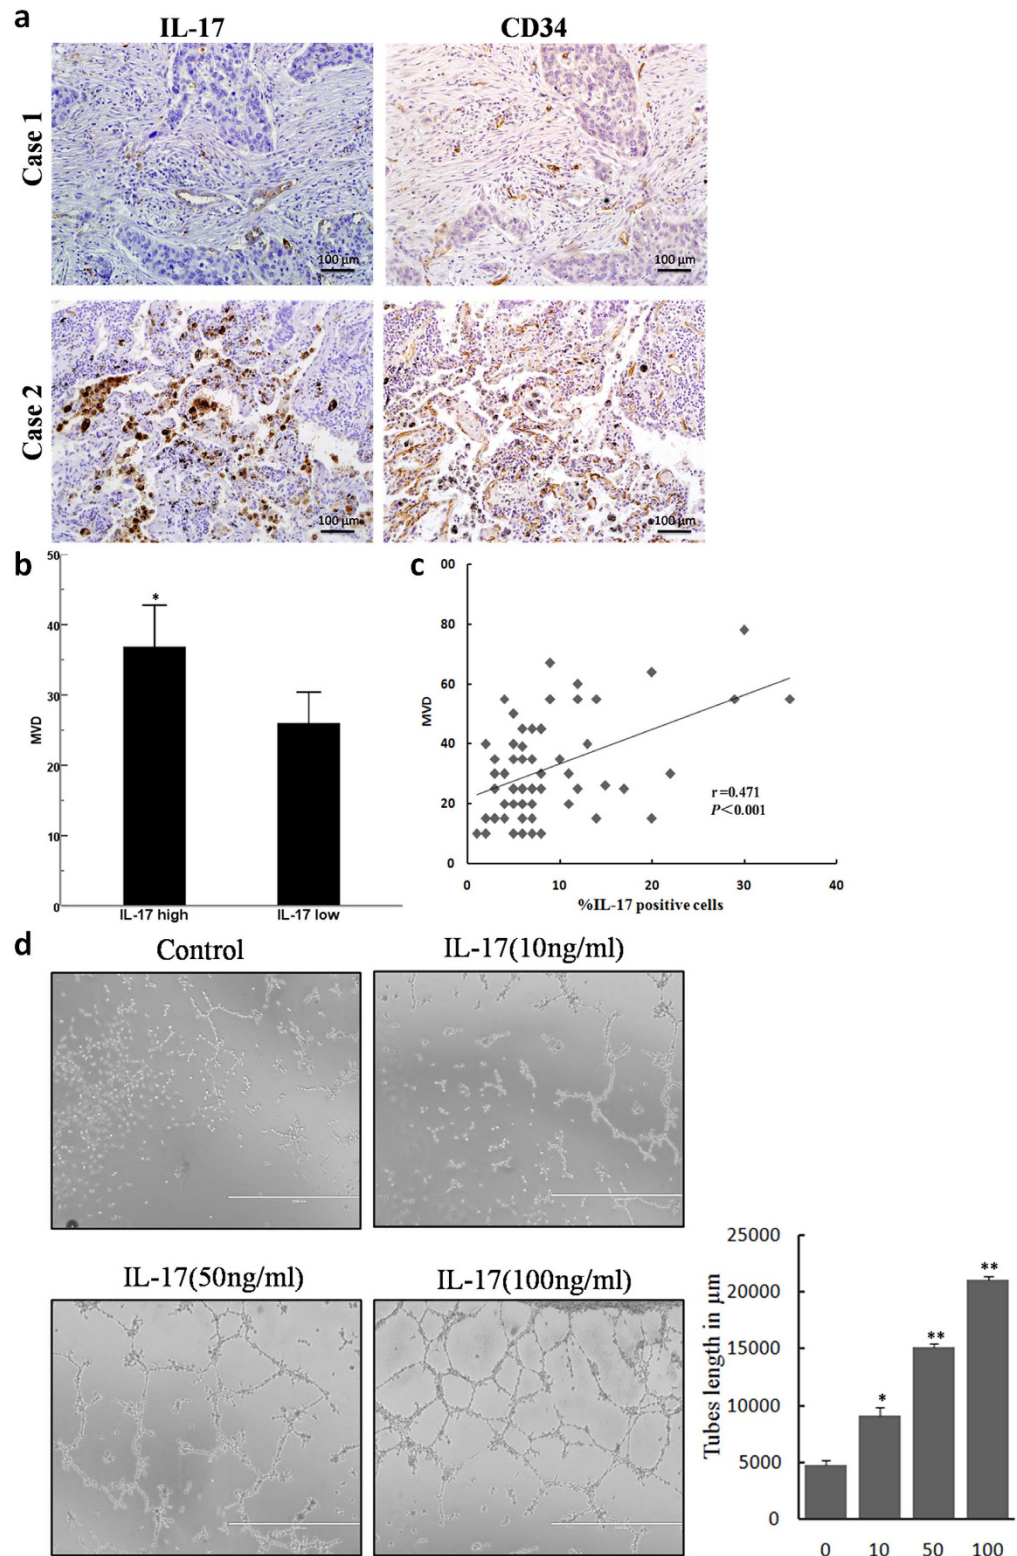 a
IL-17
CD34
Case 1
100 µm
100 µm
Case 2
100 µm
100 µm
b
50
40
30
20
10
0
MVD
*
IL-17 high
IL-17 low
c
00
80
60
40
20
0
MVD
r=0.471
P<0.001
0
10
20
30
40
%IL-17 positive cells
d
Control
IL-17(10ng/ml)
IL-17(50ng/ml)
IL-17(100ng/ml)
25000
20000
15000
10000
5000
0
Tubes length in µm
*
**
**
0
10
50
100